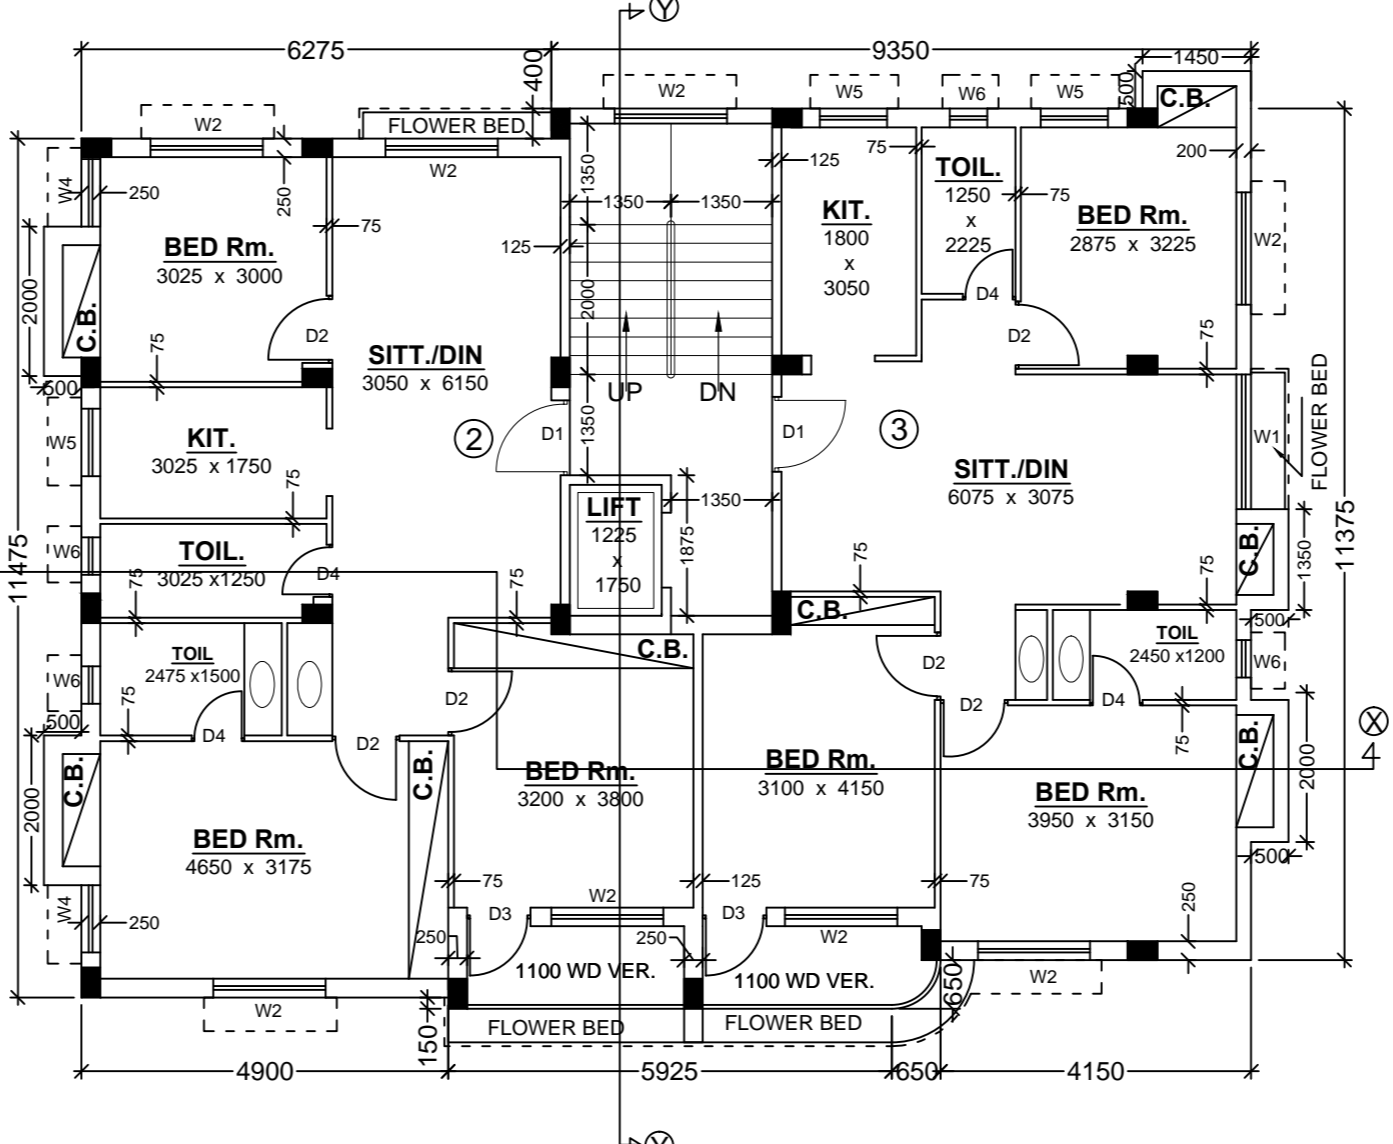 Y
6275
9350
1450
400
500
W2
W2
W5
W6
W5
C.B.
FLOWER BED
W2
W4
250
250
75
125
1350
1350
1350
125
75
TOIL.
1250
x
2225
75
200
BED Rm.
3025 x 3000
KIT.
1800
x
3050
BED Rm.
2875 x 3225
W2
2000
C.B.
75
D2
SITT./DIN
3050 x 6150
2000
UP
DN
D4
D2
75
500
W5
KIT.
3025 x 1750
75
2
D1
1350
D1
3
W1
FLOWER BED
SITT./DIN
6075 x 3075
LIFT
1225
x
1750
1350
1875
11475
11375
W6
TOIL.
3025 x1250
75
D4
75
75
75
C.B.
1350
500
C.B.
C.B.
TOIL
2475 x1500
W6
75
D4
D2
D2
D2
D2
TOIL
2450 x1200
D4
W6
75
X
500
C.B.
2000
C.B.
BED Rm.
3200 x 3800
BED Rm.
3100 x 4150
BED Rm.
3950 x 3150
C.B.
2000
500
BED Rm.
4650 x 3175
75
125
75
250
W4
250
W2
D3
D3
250
250
W2
1100 WD VER.
1100 WD VER.
650
W2
W2
150
FLOWER BED
FLOWER BED
4900
5925
650
4150
Y